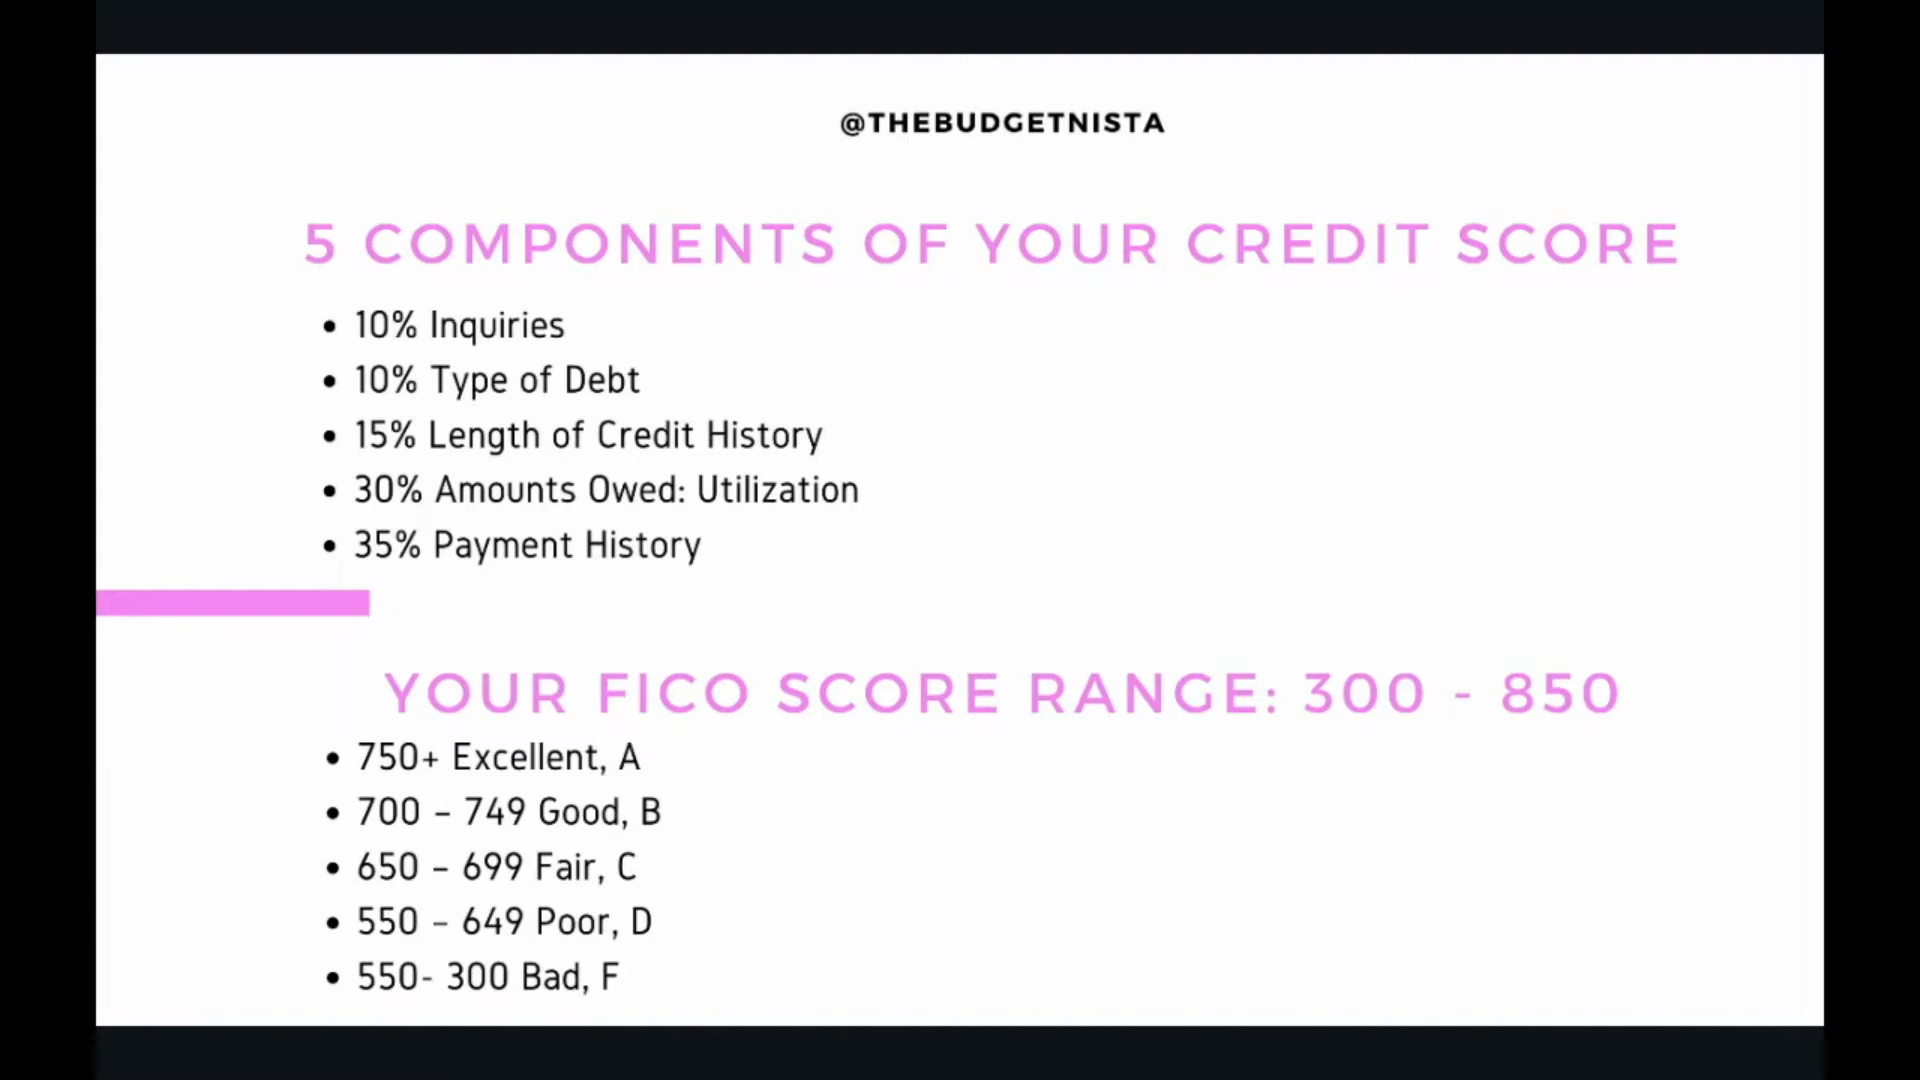 @THEBUDGETNISTA
5 COMPONENTS OF YOUR CREDIT SCORE
• 10% Inquiries
• 10% Type of Debt
• 15% Length of Credit History
• 30% Amounts Owed: Utilization
• 35% Payment History
YOUR FICO SCORE RANGE: 300 - 850
• 750+ Excellent, A
• 700 – 749 Good, B
• 650 – 699 Fair, C
• 550 – 649 Poor, D
• 550- 300 Bad, F